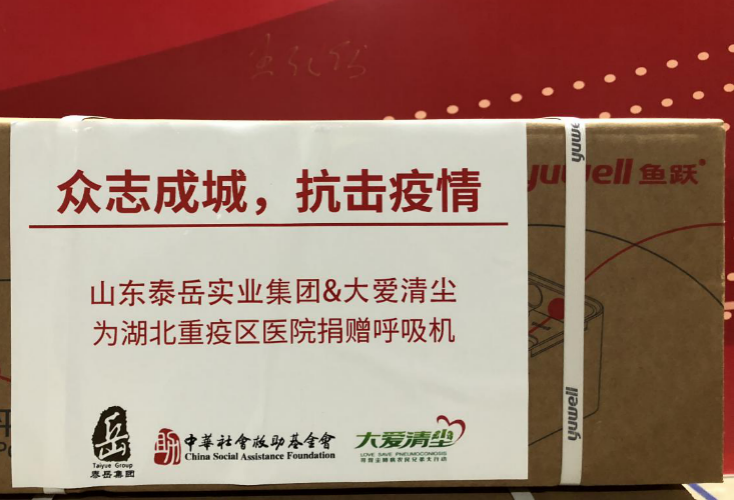 众志成城，抗击疫情
山东泰岳实业集团&大爱清尘
为湖北重疫区医院捐赠呼吸机
岳
Taiyue Group
泰岳集团
助
中華社會救助基金會
China Social Assistance Foundation
大爱清尘
LOVE SAVE PNEUMOCONIOSIS
yuwell 鱼跃
yuwell
yuwell